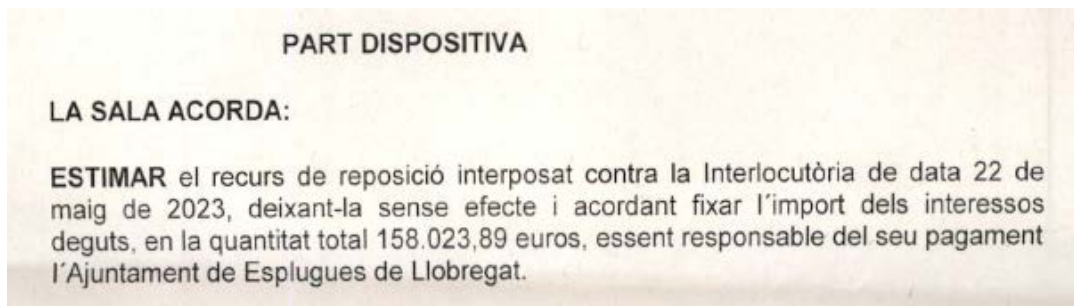 PART DISPOSITIVA
LA SALA ACORDA:
ESTIMAR el recurs de reposició interposat contra la Interlocutòria de data 22 de
maig de 2023, deixant-la sense efecte i acordant fixar l´import dels interessos
deguts, en la quantitat total 158.023,89 euros, essent responsable del seu pagament
l´Ajuntament de Esplugues de Llobregat.